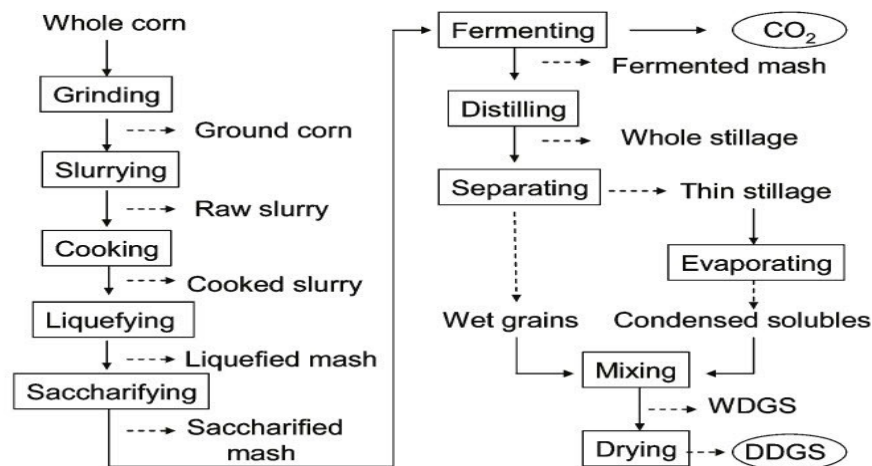 Whole corn
Grinding
Ground corn
Slurrying
Raw slurry
Cooking
Cooked slurry
Liquefying
Liquefied mash
Saccharifying
Saccharified
mash
Fermenting
CO₂
Fermented mash
Distilling
Whole stillage
Separating
Thin stillage
Evaporating
Wet grains
Condensed solubles
Mixing
WDGS
Drying
DDGS